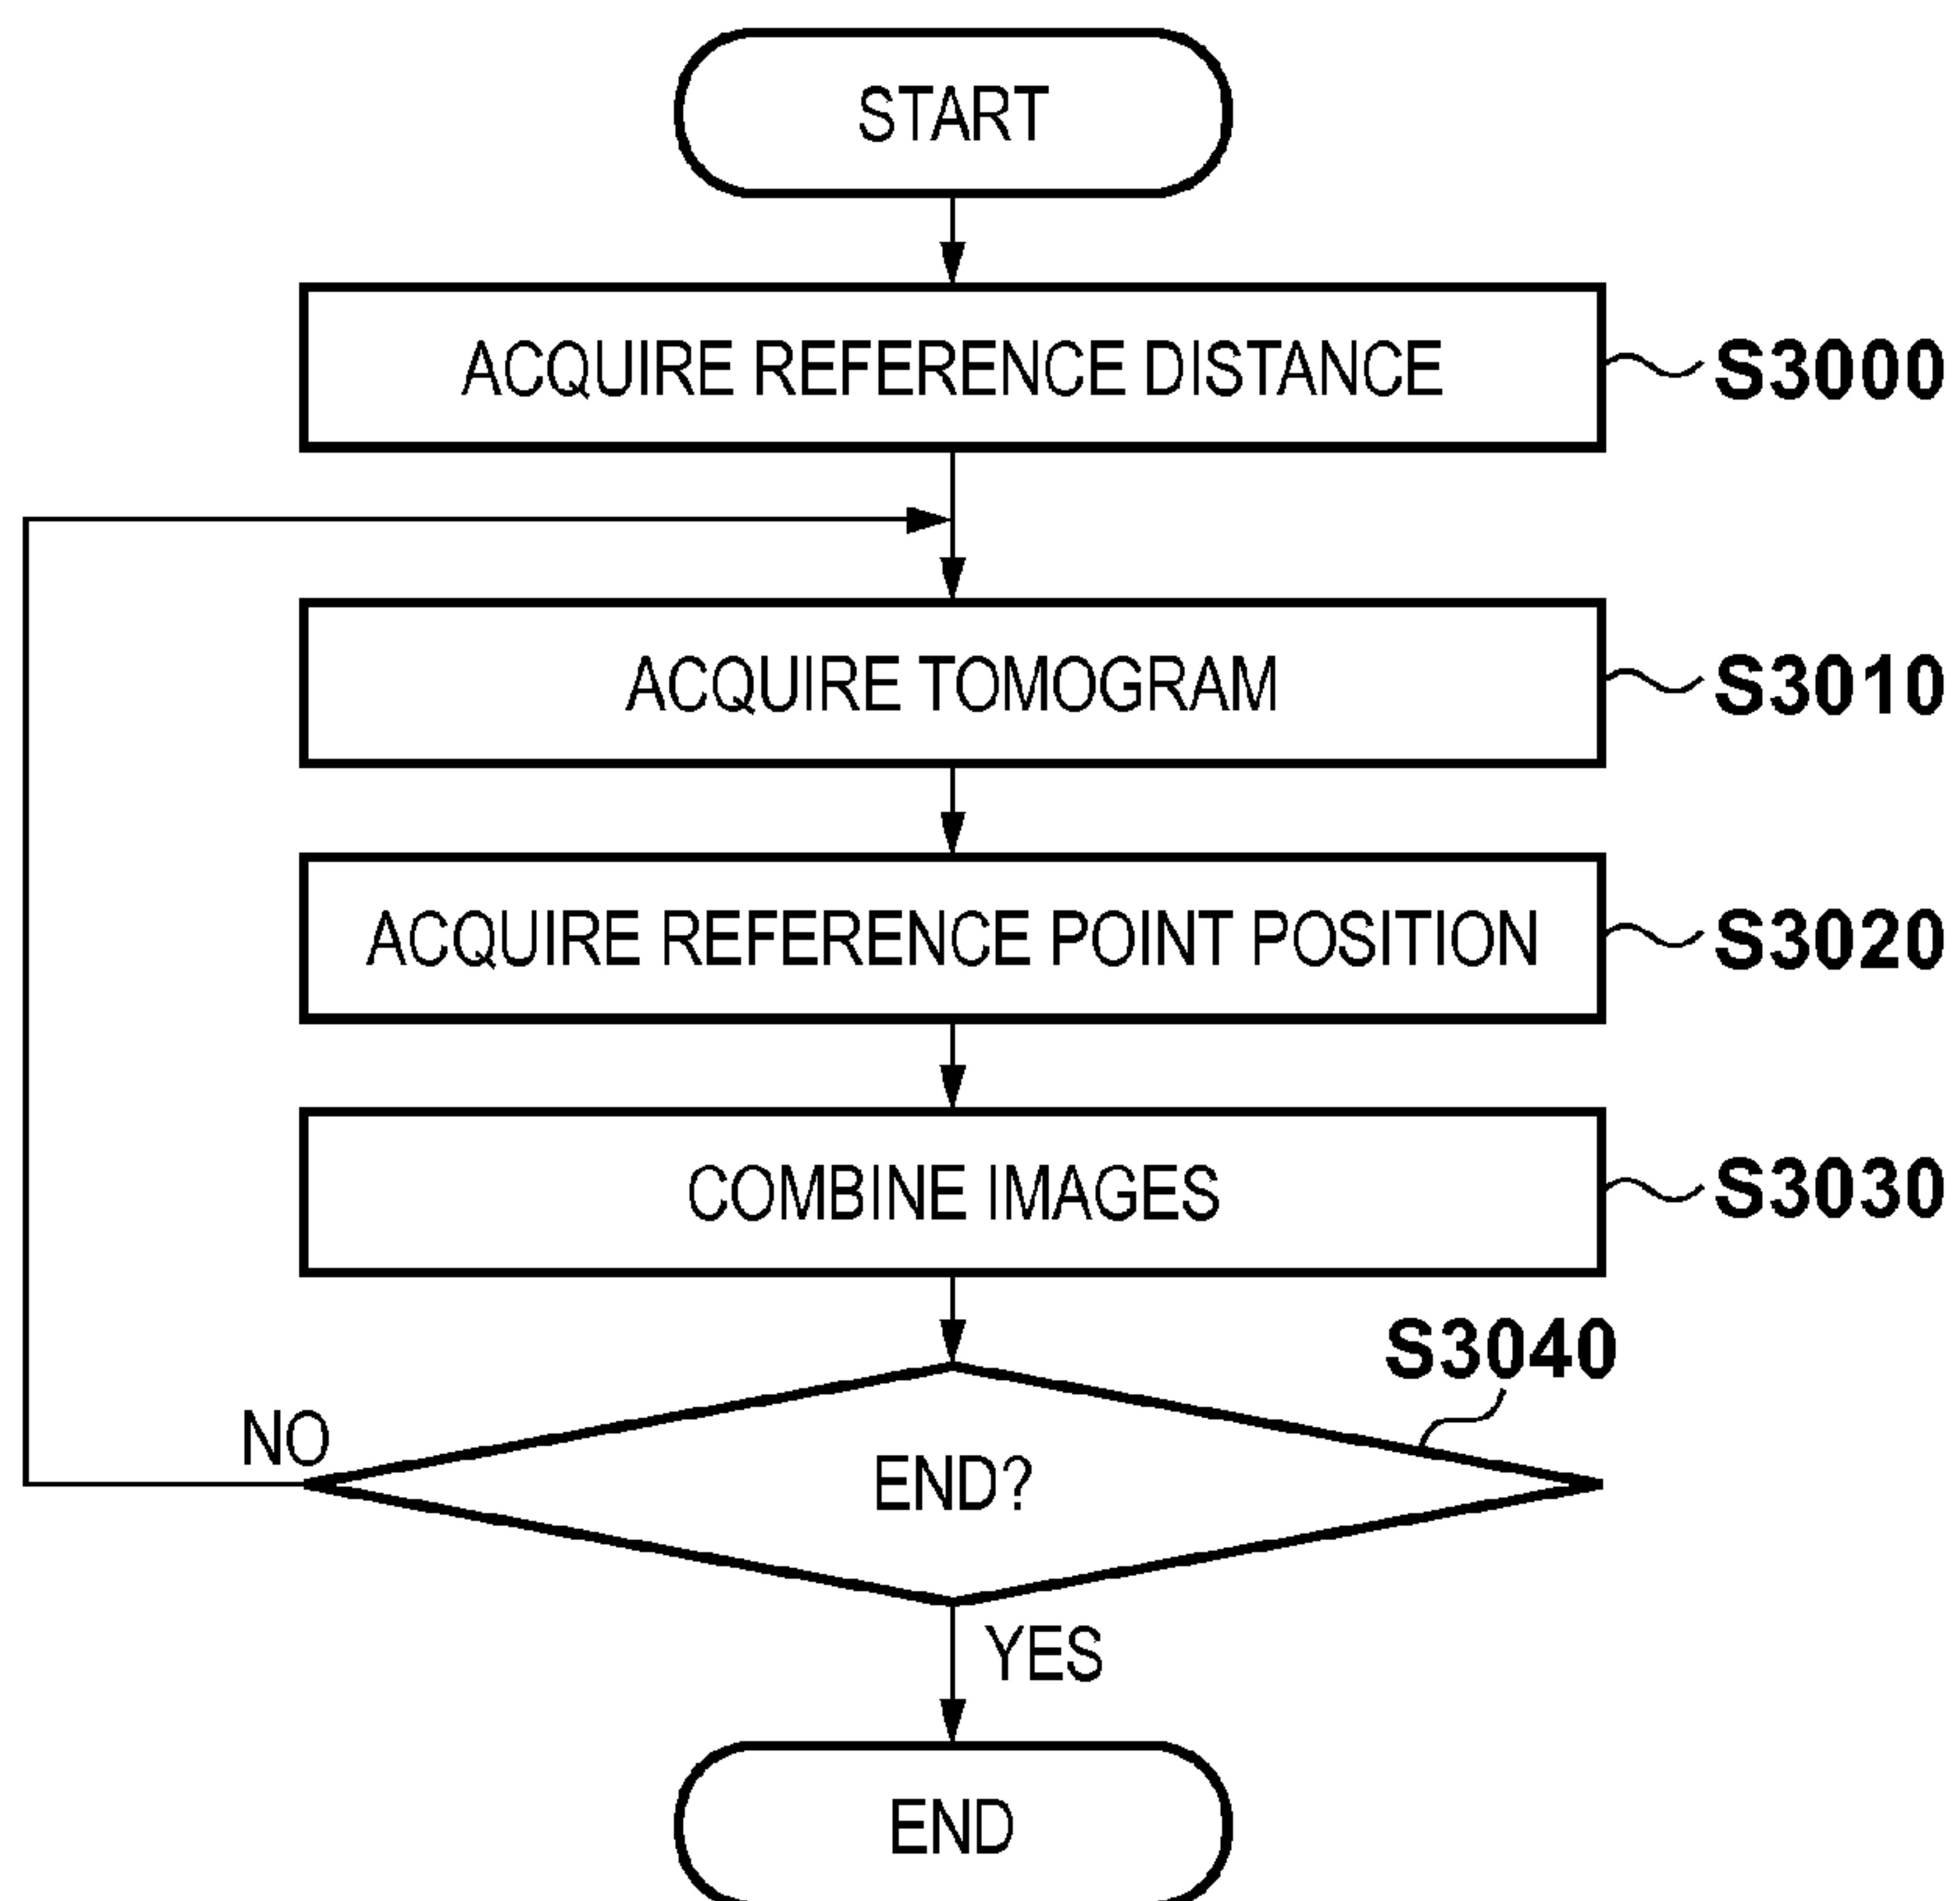 START
ACQUIRE REFERENCE DISTANCE
S3000
ACQUIRE TOMOGRAM
S3010
ACQUIRE REFERENCE POINT POSITION
S3020
COMBINE IMAGES
S3030
S3040
NO
END?
YES
END